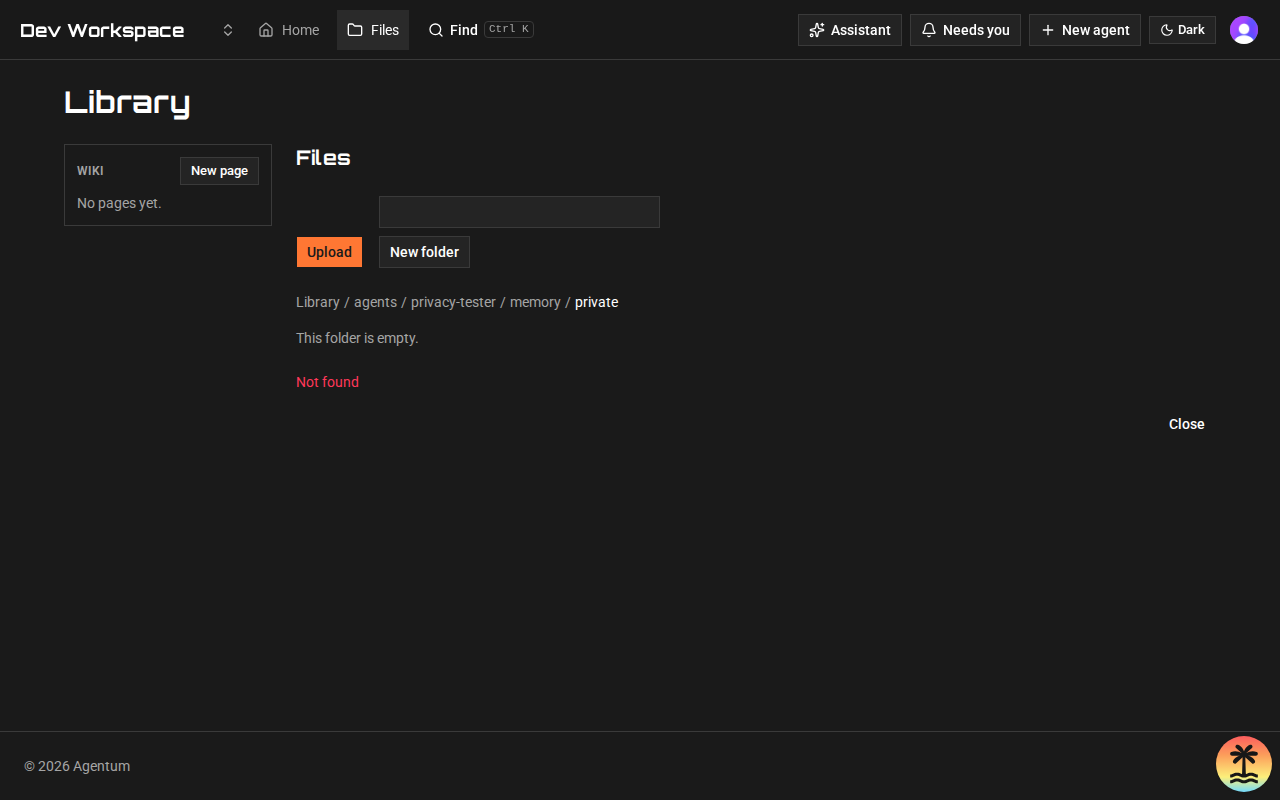 Dev Workspace
Home
Files
Find Ctrl K
Assistant
Needs you
New agent
Dark
Library
WIKI
New page
No pages yet.
Files
Upload
New folder
Library / agents / privacy-tester / memory / private
This folder is empty.
Not found
Close
© 2026 Agentum